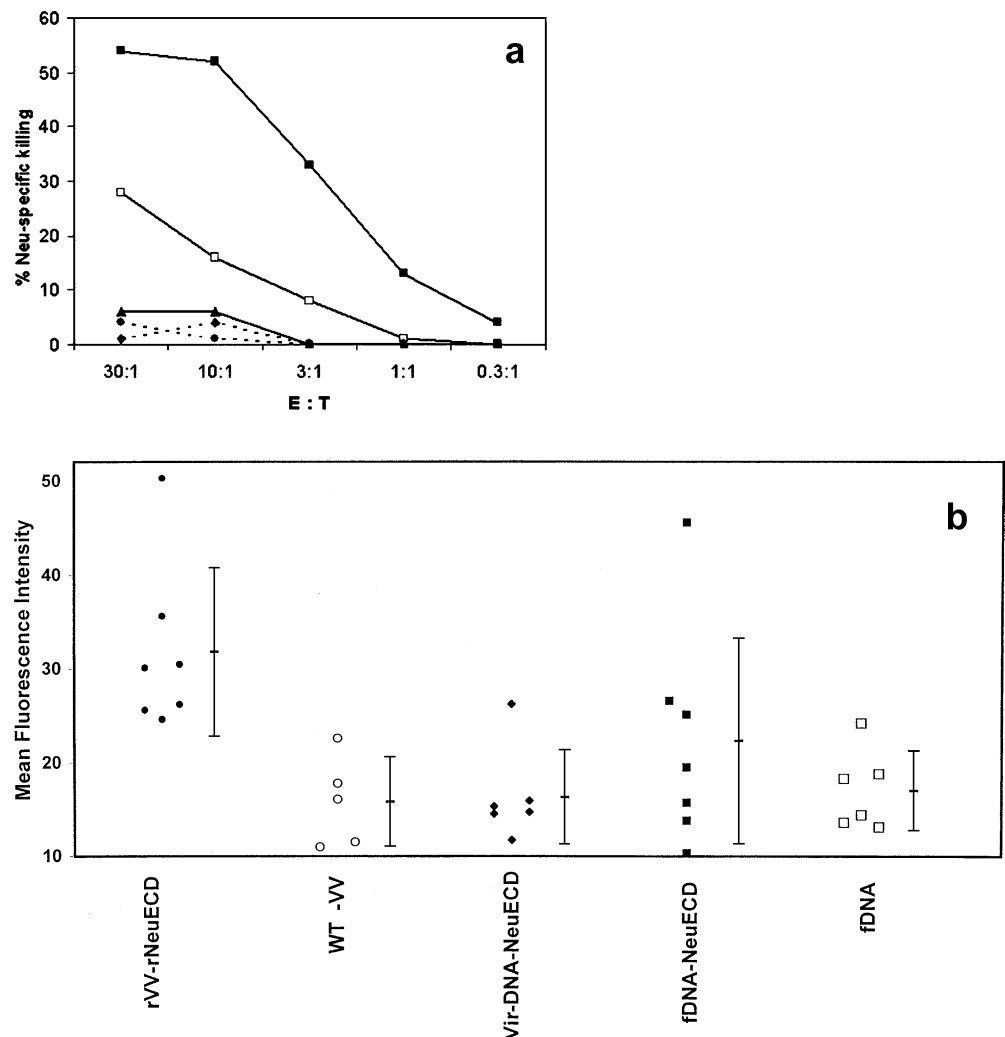 a
60
50
40
30
20
10
0
% Neu-specific killing
30:1 10:1 3:1 1:1 0.3:1
E : T
b
50
40
30
20
10
Mean Fluorescence Intensity
rVV-rNeuECD
WT -VV
Vir-DNA-NeuECD
fDNA-NeuECD
fDNA